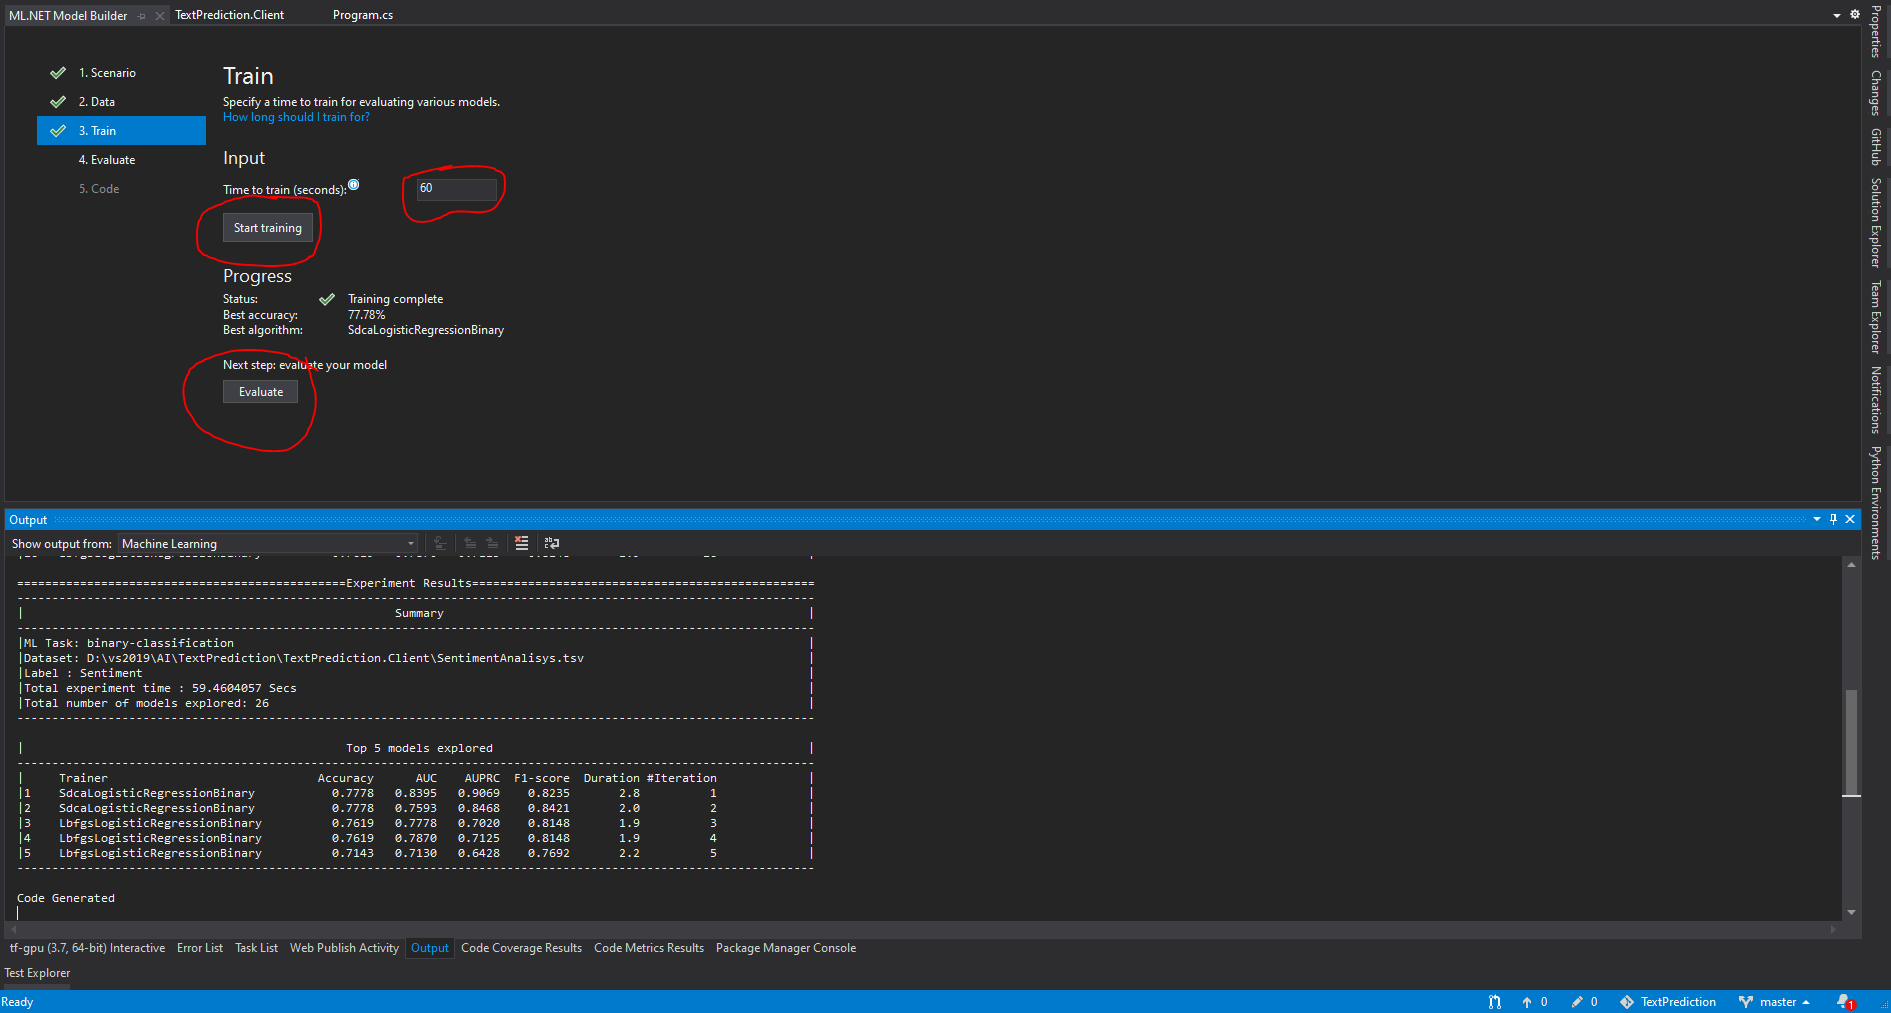 ML.NET Model Builder
TextPrediction.Client
Program.cs
1. Scenario
2. Data
3. Train
4. Evaluate
5. Code
Train
Specify a time to train for evaluating various models.
How long should I train for?
Input
Time to train (seconds):
60
Start training
Progress
Status: Training complete
Best accuracy: 77.78%
Best algorithm: SdcaLogisticRegressionBinary
Next step: evaluate your model
Evaluate
Properties
Changes
GitHub
Solution Explorer
Team Explorer
Notifications
Python Environments
Output
Show output from: Machine Learning
===============================================Experiment Results=================================================
------------------------------------------------------------------------------------------------------------------
| Summary |
------------------------------------------------------------------------------------------------------------------
|ML Task: binary-classification |
|Dataset: D:\vs2019\AI\TextPrediction\TextPrediction.Client\SentimentAnalisys.tsv |
|Label : Sentiment |
|Total experiment time : 59.4604057 Secs |
|Total number of models explored: 26 |
------------------------------------------------------------------------------------------------------------------
| Top 5 models explored |
------------------------------------------------------------------------------------------------------------------
| Trainer Accuracy AUC AUPRC F1-score Duration #Iteration |
|1 SdcaLogisticRegressionBinary 0.7778 0.8395 0.9069 0.8235 2.8 1 |
|2 SdcaLogisticRegressionBinary 0.7778 0.7593 0.8468 0.8421 2.0 2 |
|3 LbfgsLogisticRegressionBinary 0.7619 0.7778 0.7020 0.8148 1.9 3 |
|4 LbfgsLogisticRegressionBinary 0.7619 0.7870 0.7125 0.8148 1.9 4 |
|5 LbfgsLogisticRegressionBinary 0.7143 0.7130 0.6428 0.7692 2.2 5 |
------------------------------------------------------------------------------------------------------------------
Code Generated
tf-gpu (3.7, 64-bit) Interactive Error List Task List Web Publish Activity Output Code Coverage Results Code Metrics Results Package Manager Console
Test Explorer
Ready
0 0 TextPrediction master 1